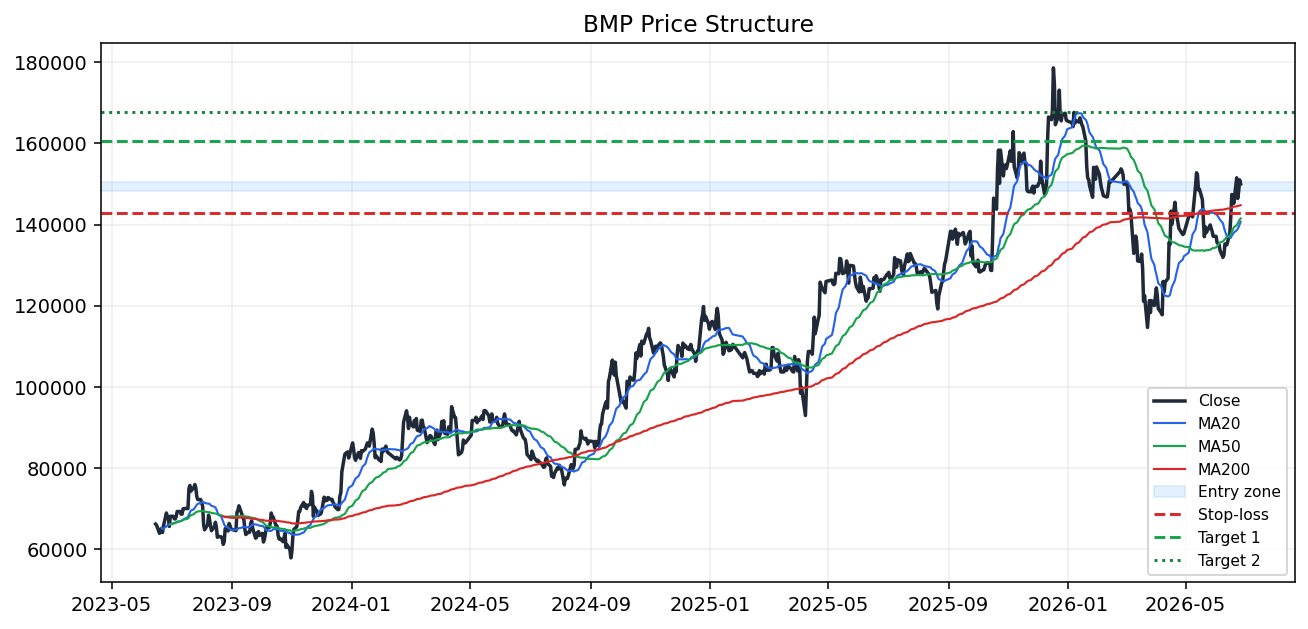 BMP Price Structure
180000
160000
140000
120000
100000
80000
60000
2023-05
2023-09
2024-01
2024-05
2024-09
2025-01
2025-05
2025-09
2026-01
2026-05
Close
MA20
MA50
MA200
Entry zone
Stop-loss
Target 1
Target 2